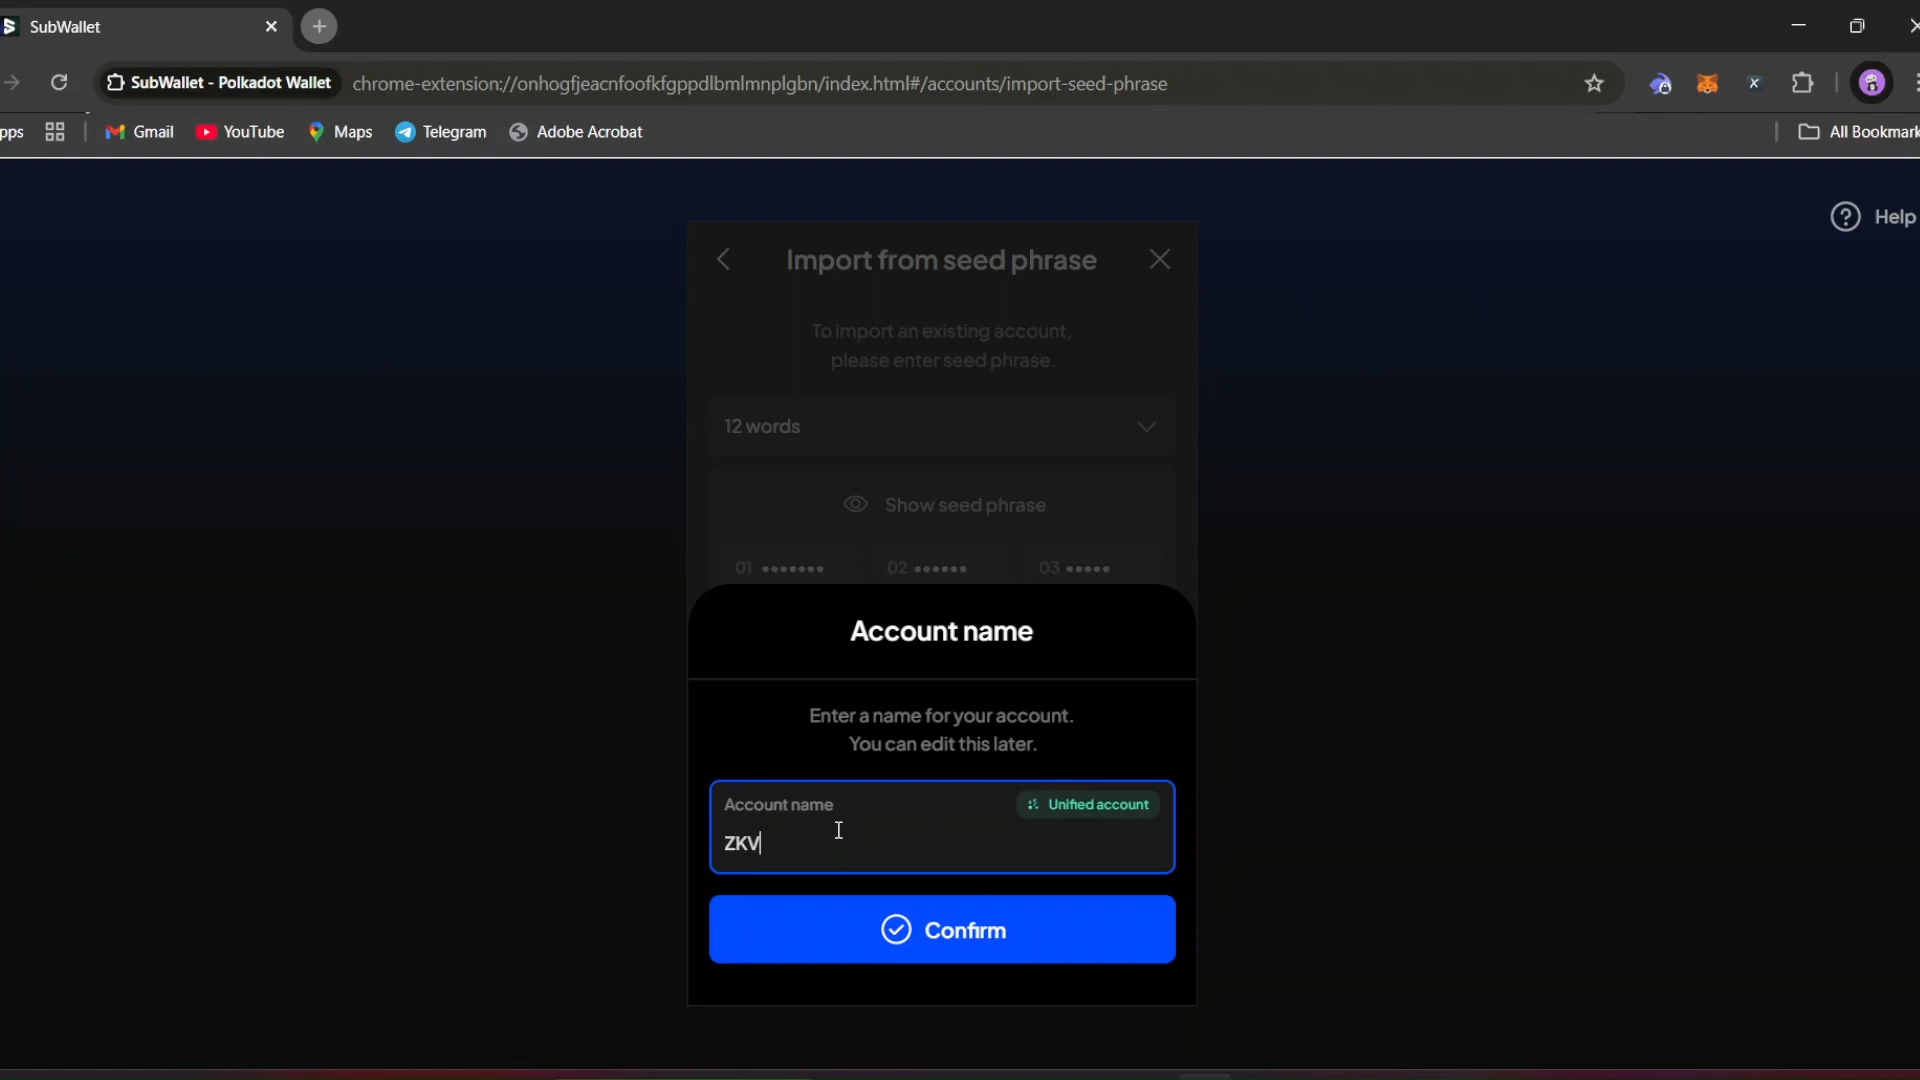 SubWallet
SubWallet - Polkadot Wallet chrome-extension://onhogfjeacnfoofkfgppdlbmlmnplgbn/index.html#/accounts/import-seed-phrase
pps Gmail YouTube Maps Telegram Adobe Acrobat All Bookmark
Help
Import from seed phrase
To import an existing account,
please enter seed phrase.
12 words
Show seed phrase
01 ••••••• 02 •••••• 03 •••••
Account name
Enter a name for your account.
You can edit this later.
Account name Unified account
ZKV
Confirm